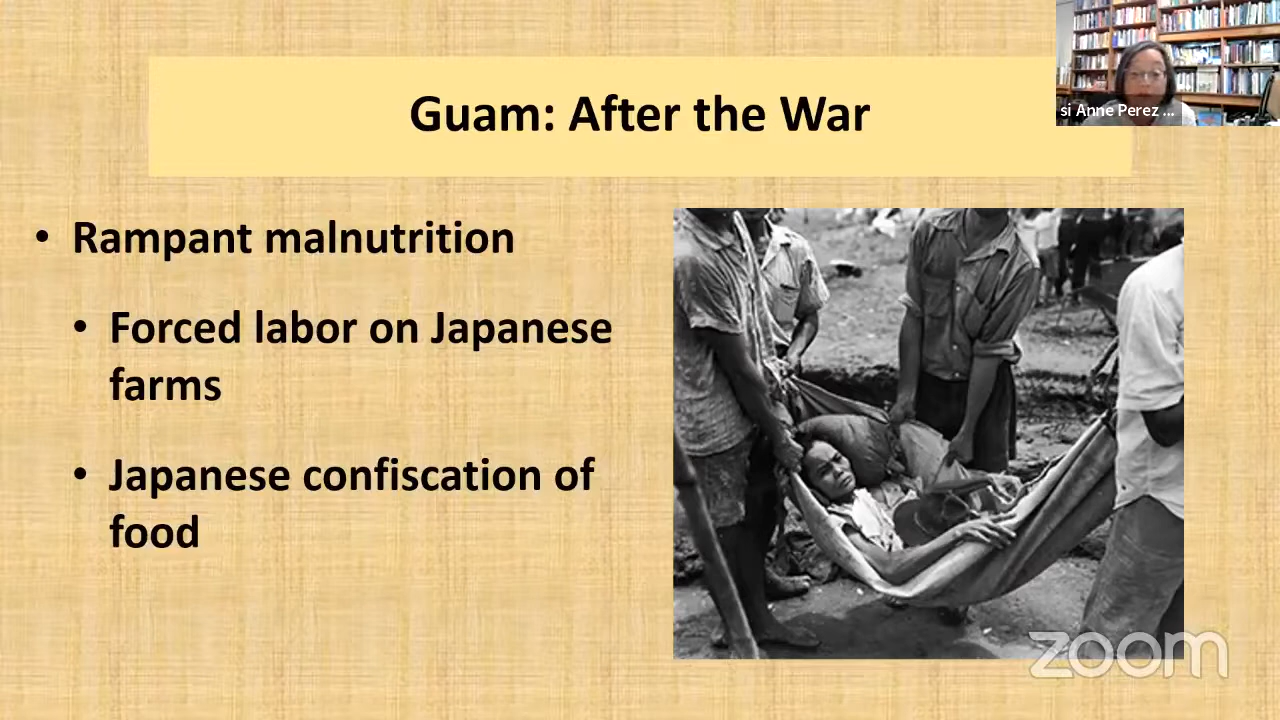 Guam: After the War
si Anne Perez ...
• Rampant malnutrition
• Forced labor on Japanese
farms
• Japanese confiscation of
food
zoom